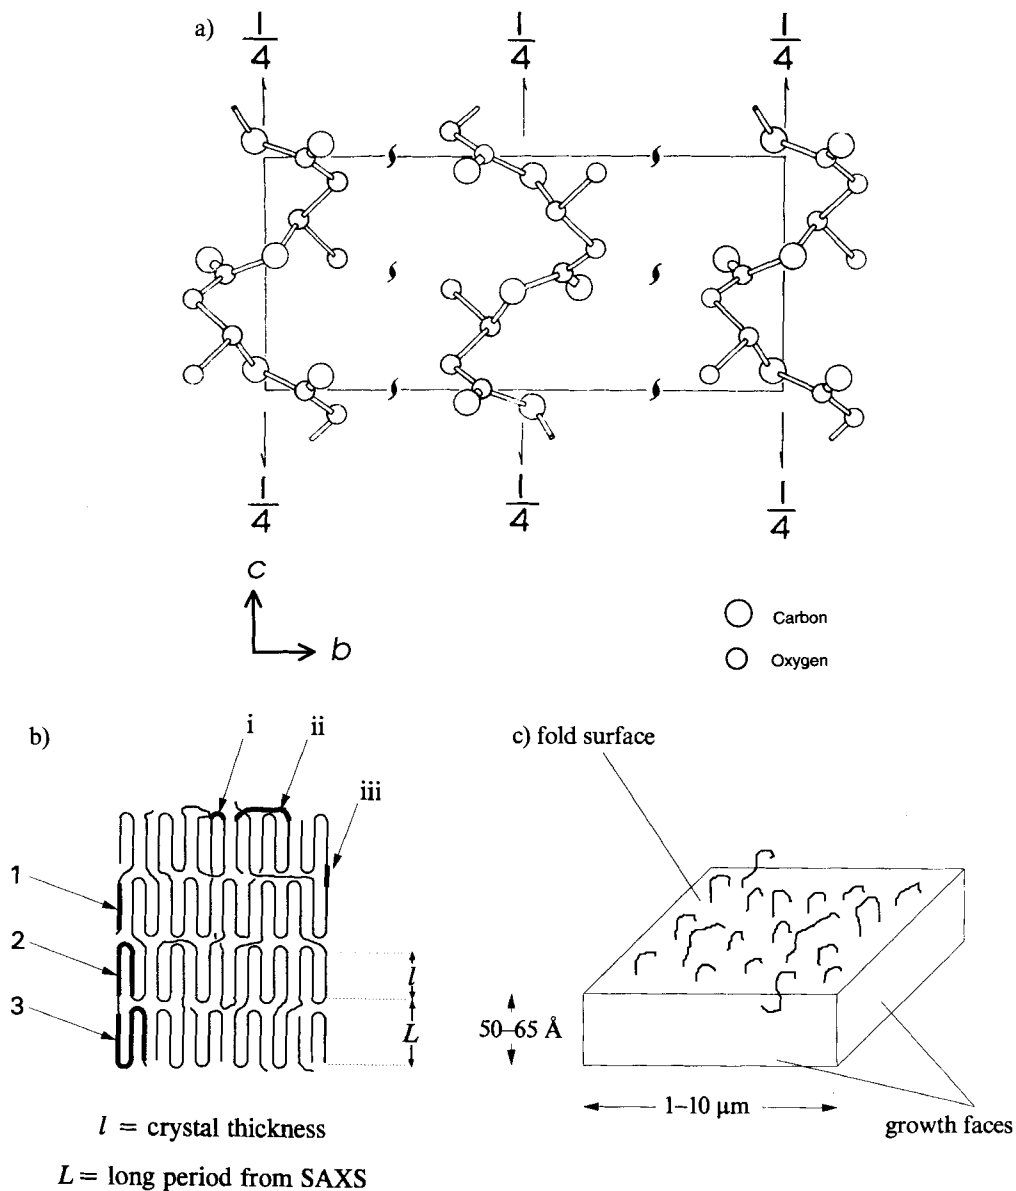 a)
1/4 1/4 1/4
1/4 1/4 1/4
c
b
Carbon
Oxygen
b)
i
ii
iii
1
2
3
l
L
l = crystal thickness
L = long period from SAXS
c) fold surface
50–65 Å
1–10 μm
growth faces